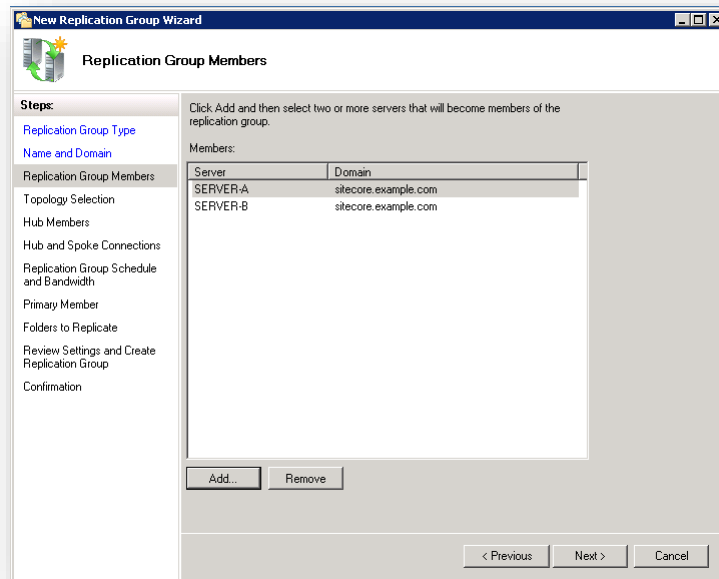 New Replication Group Wizard
Replication Group Members
Steps:
Replication Group Type
Name and Domain
Replication Group Members
Topology Selection
Hub Members
Hub and Spoke Connections
Replication Group Schedule
and Bandwidth
Primary Member
Folders to Replicate
Review Settings and Create
Replication Group
Confirmation
Click Add and then select two or more servers that will become members of the
replication group.
Members:
Server Domain
SERVER-A sitecore.example.com
SERVER-B sitecore.example.com
Add... Remove
< Previous Next > Cancel